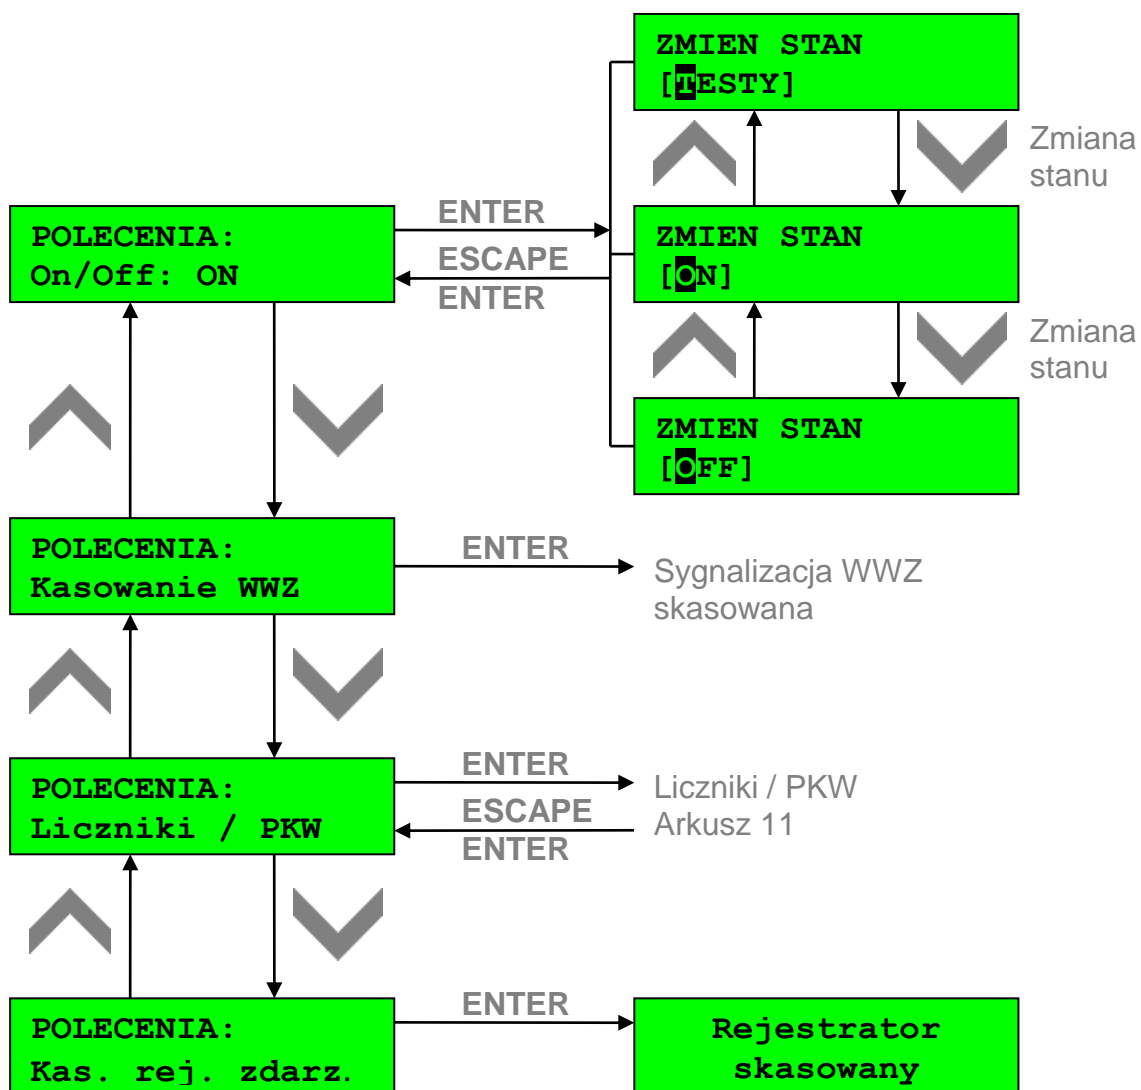 ZMIEN STAN
[TESTY]
Zmiana
stanu
POLECENIA:
On/Off: ON
ENTER
ESCAPE
ENTER
ZMIEN STAN
[ON]
Zmiana
stanu
ZMIEN STAN
[OFF]
POLECENIA:
Kasowanie WWZ
ENTER
Sygnalizacja WWZ
skasowana
POLECENIA:
Liczniki / PKW
ENTER
ESCAPE
ENTER
Liczniki / PKW
Arkusz 11
POLECENIA:
Kas. rej. zdarz.
ENTER
Rejestrator
skasowany